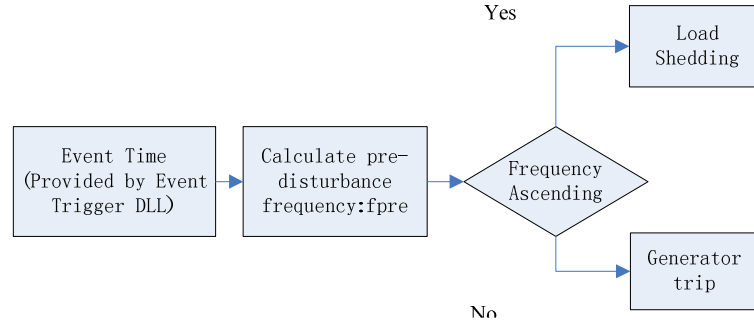 Yes
Load
Shedding
Event Time
(Provided by Event
Trigger DLL)
Calculate pre-
disturbance
frequency:fpre
Frequency
Ascending
Generator
trip
No